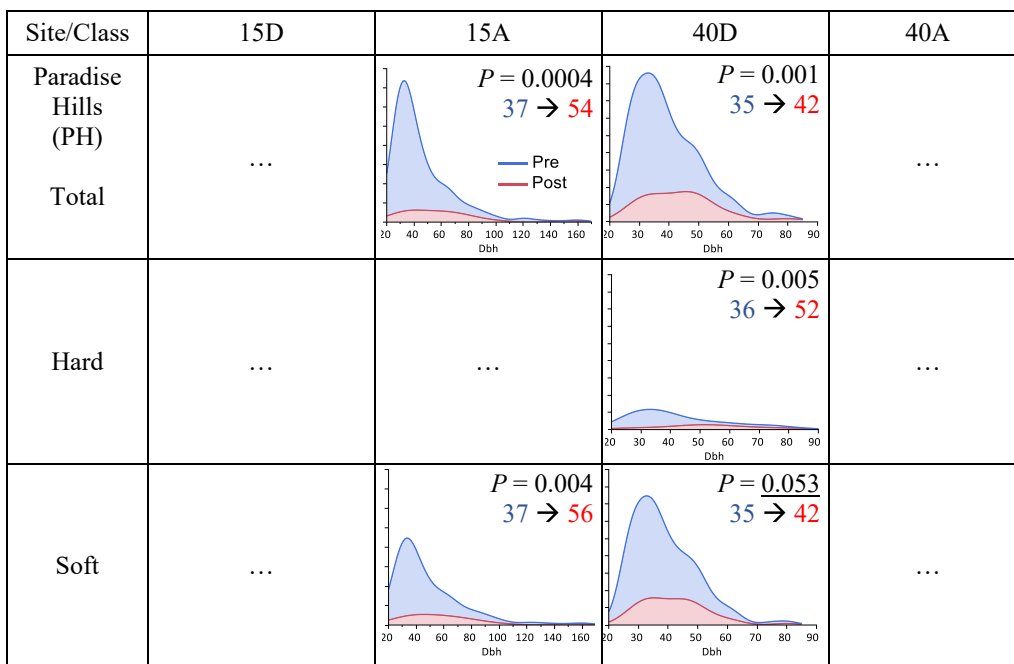 Site/Class 15D 15A 40D 40A
Paradise
Hills
(PH)
Total
…
P = 0.0004
37 → 54
Pre
Post
20 40 60 80 100 120 140 160
Dbh
P = 0.001
35 → 42
20 30 40 50 60 70 80 90
Dbh
…
Hard
…
…
P = 0.005
36 → 52
20 30 40 50 60 70 80 90
Dbh
…
Soft
…
P = 0.004
37 → 56
20 40 60 80 100 120 140 160
Dbh
P = 0.053
35 → 42
20 30 40 50 60 70 80 90
Dbh
…